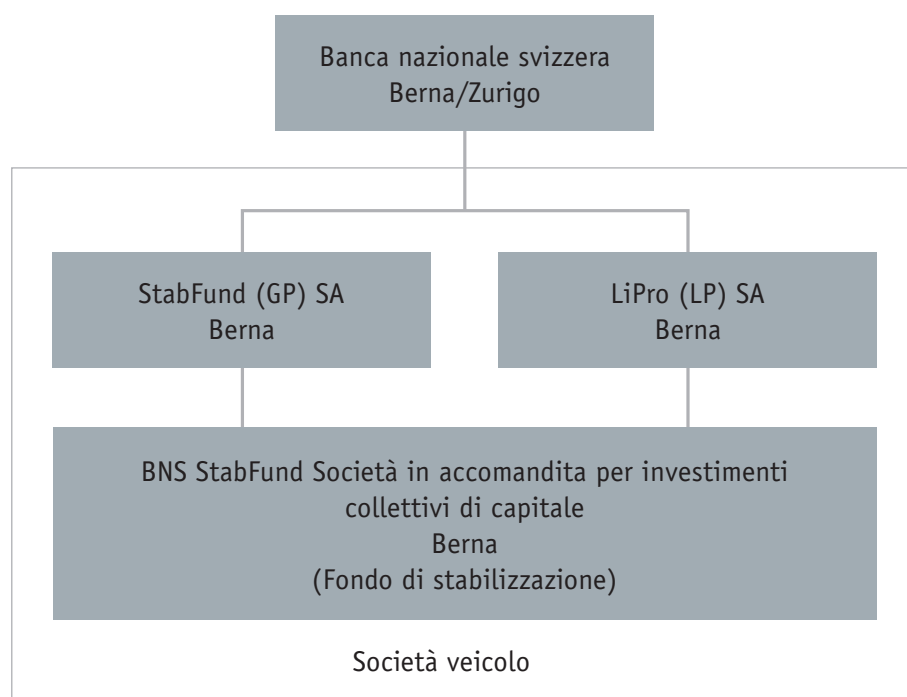 Banca nazionale svizzera
Berna/Zurigo
StabFund (GP) SA
Berna
LiPro (LP) SA
Berna
BNS StabFund Società in accomandita per investimenti
collettivi di capitale
Berna
(Fondo di stabilizzazione)
Società veicolo